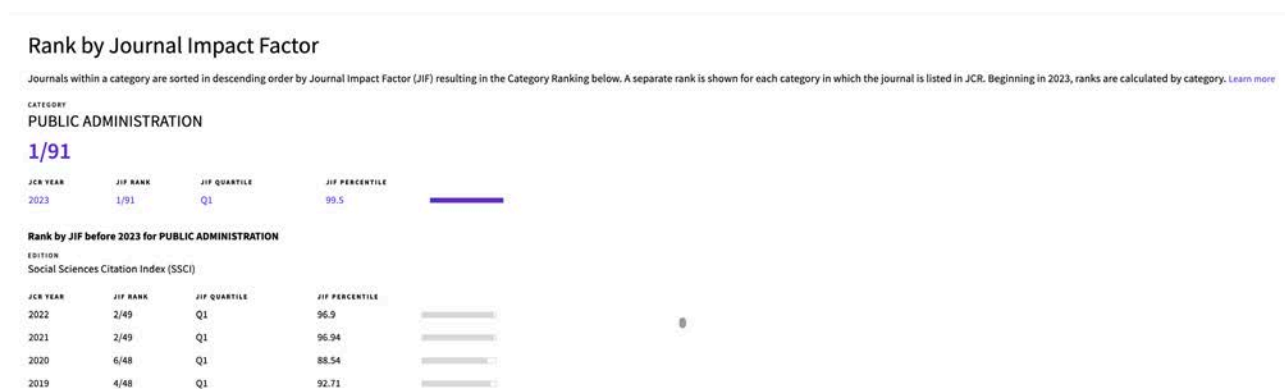 Rank by Journal Impact Factor
Journals within a category are sorted in descending order by Journal Impact Factor (JIF) resulting in the Category Ranking below. A separate rank is shown for each category in which the journal is listed in JCR. Beginning in 2023, ranks are calculated by category. Learn more
CATEGORY
PUBLIC ADMINISTRATION
1/91
JCR YEAR JIF RANK JIF QUARTILE JIF PERCENTILE
2023 1/91 Q1 99.5
Rank by JIF before 2023 for PUBLIC ADMINISTRATION
EDITION
Social Sciences Citation Index (SSCI)
JCR YEAR JIF RANK JIF QUARTILE JIF PERCENTILE
2022 2/49 Q1 96.9
2021 2/49 Q1 96.94
2020 6/48 Q1 88.54
2019 4/48 Q1 92.71